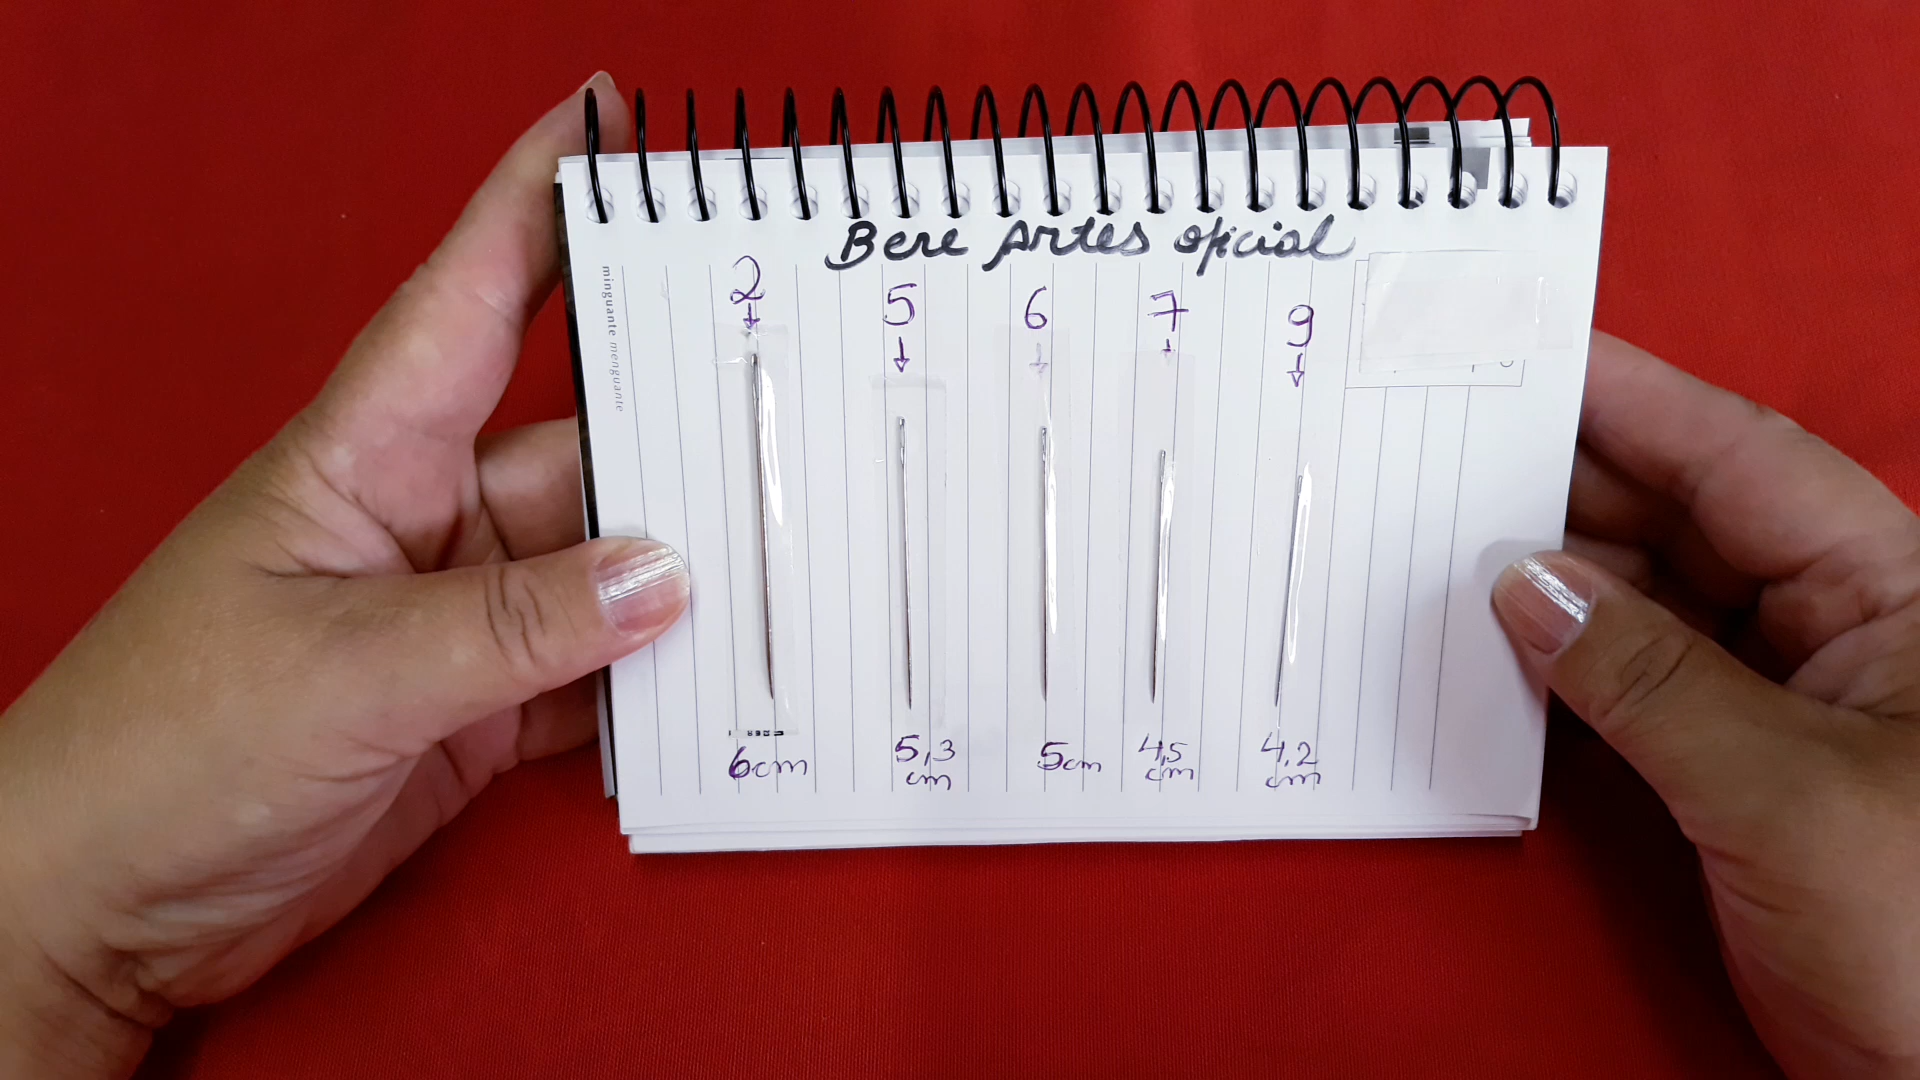 Bere Artes oficial
minguante menguante
2 5 6 7 9
6cm 5,3 cm 5cm 4,5 cm 4,2 cm